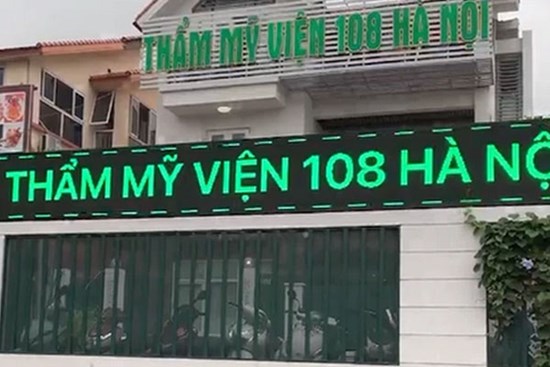 THẨM MỸ VIỆN 108 HÀ NỘI
THẨM MỸ VIỆN 108 HÀ NỘ